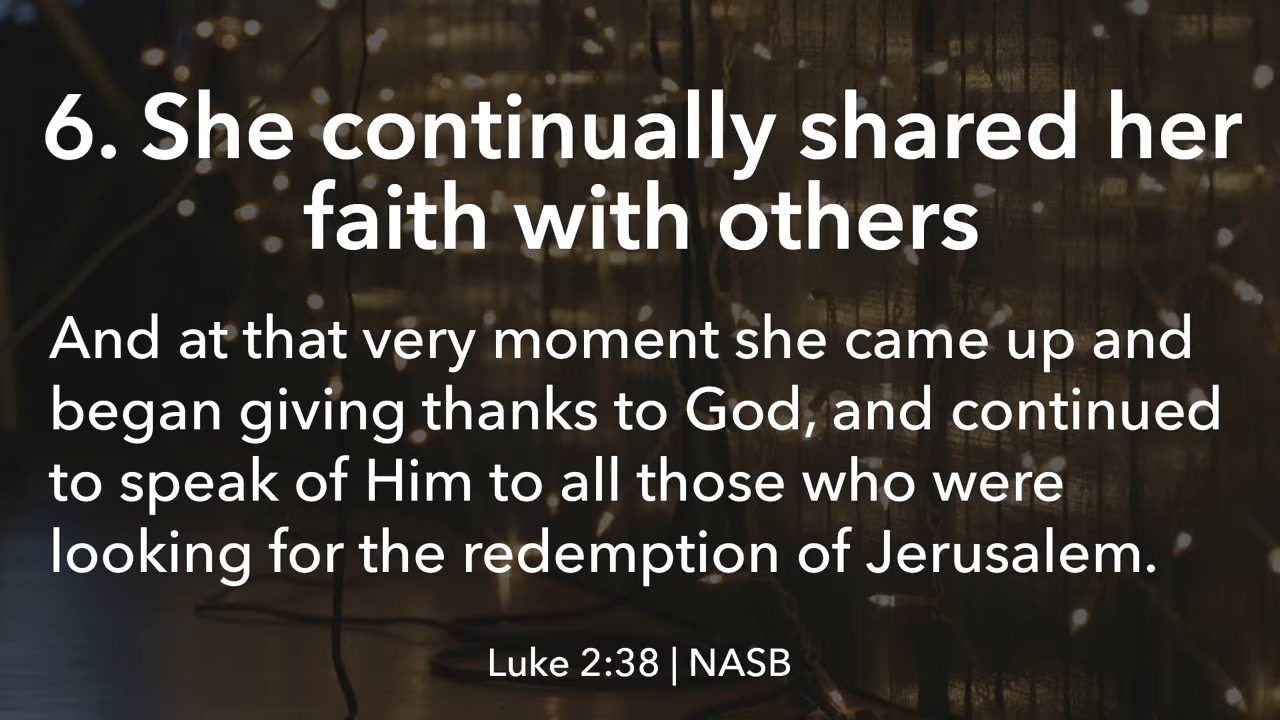 6. She continually shared her
faith with others
And at that very moment she came up and
began giving thanks to God, and continued
to speak of Him to all those who were
looking for the redemption of Jerusalem.
Luke 2:38 | NASB